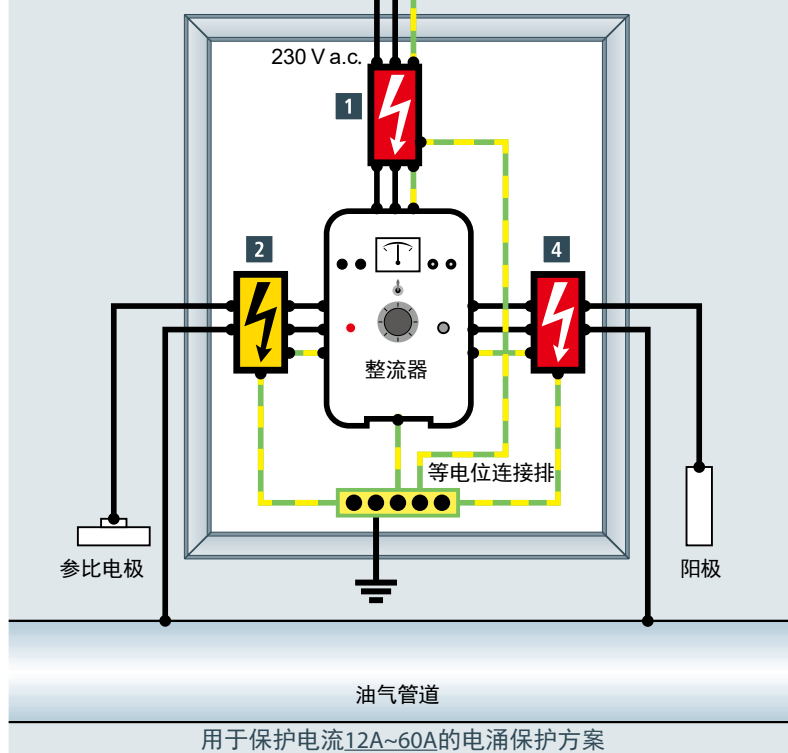 230 V a.c.
1
2
4
整流器
等电位连接排
参比电极
阳极
油气管道
用于保护电流12A~60A的电涌保护方案